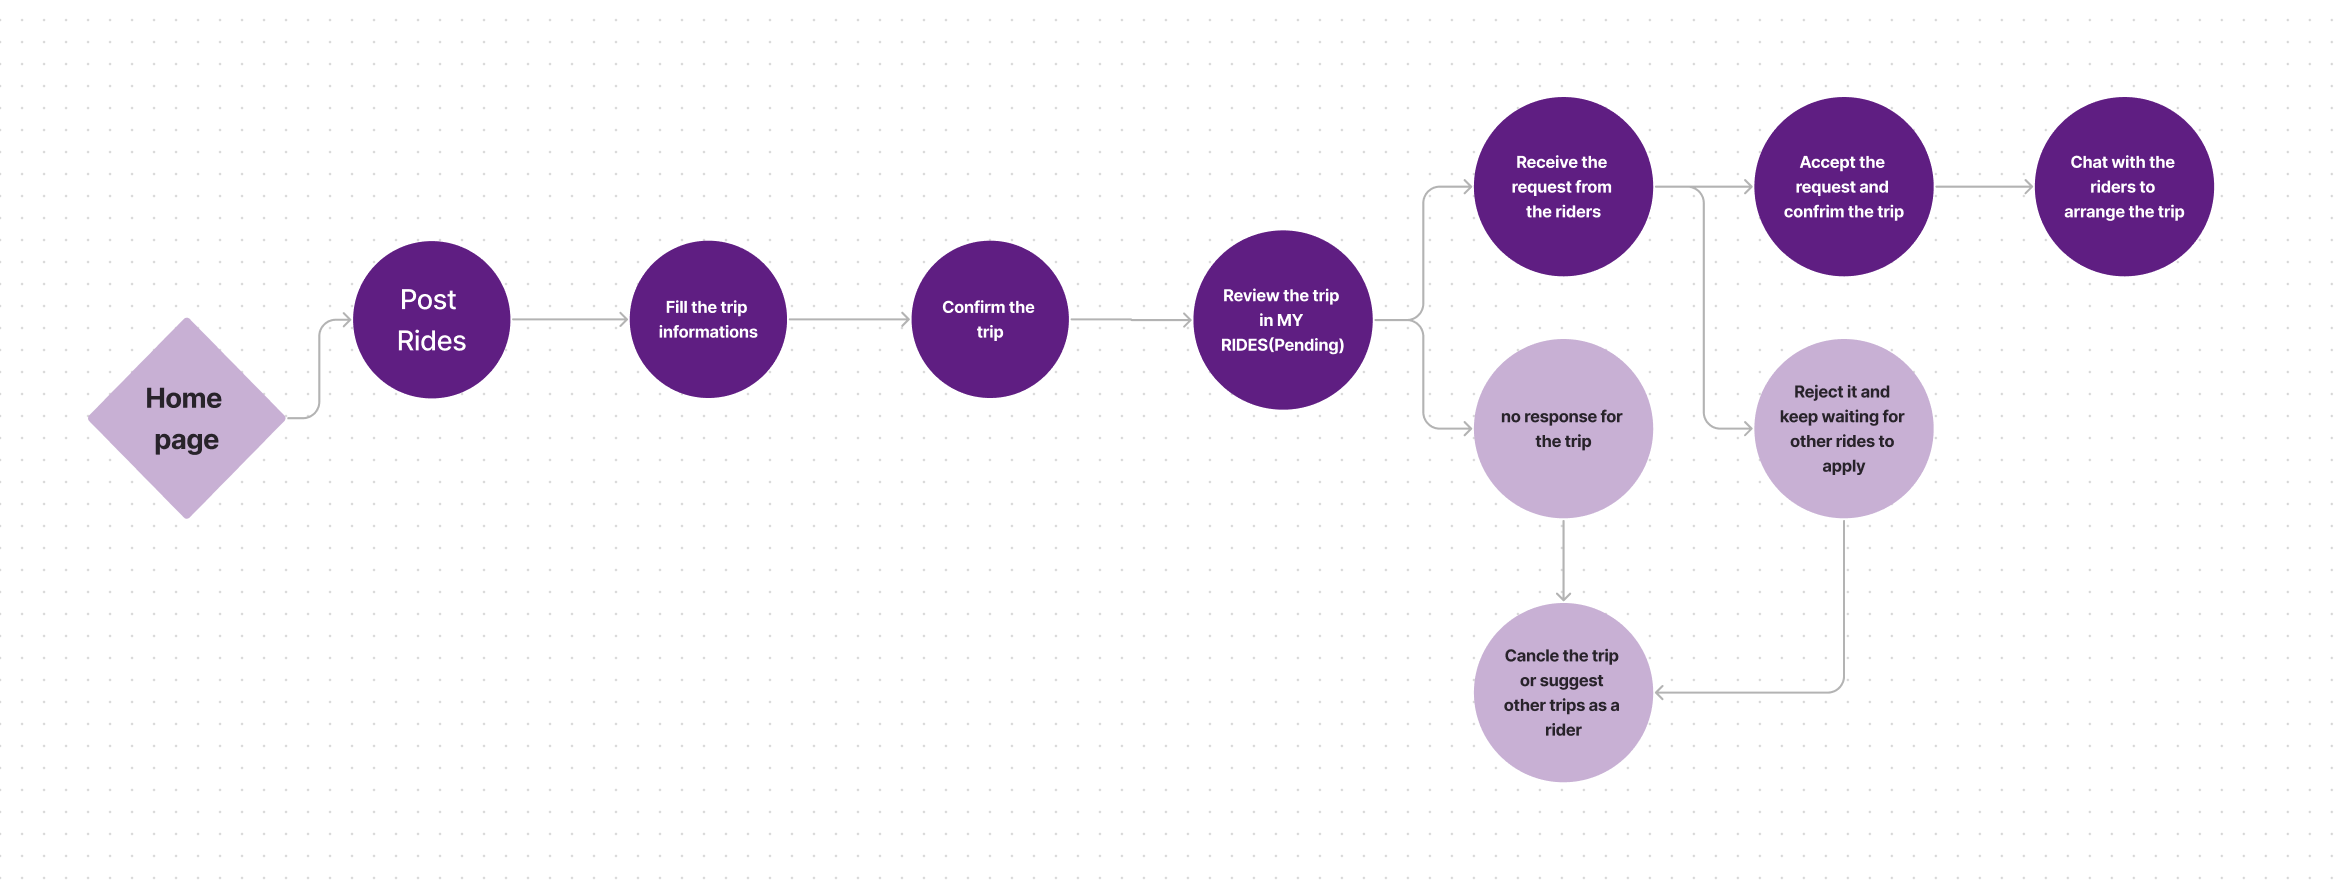 Home
page
Post
Rides
Fill the trip
informations
Confirm the
trip
Review the trip
in MY
RIDES(Pending)
Receive the
request from
the riders
Accept the
request and
confrim the trip
Chat with the
riders to
arrange the trip
no response for
the trip
Reject it and
keep waiting for
other rides to
apply
Cancle the trip
or suggest
other trips as a
rider